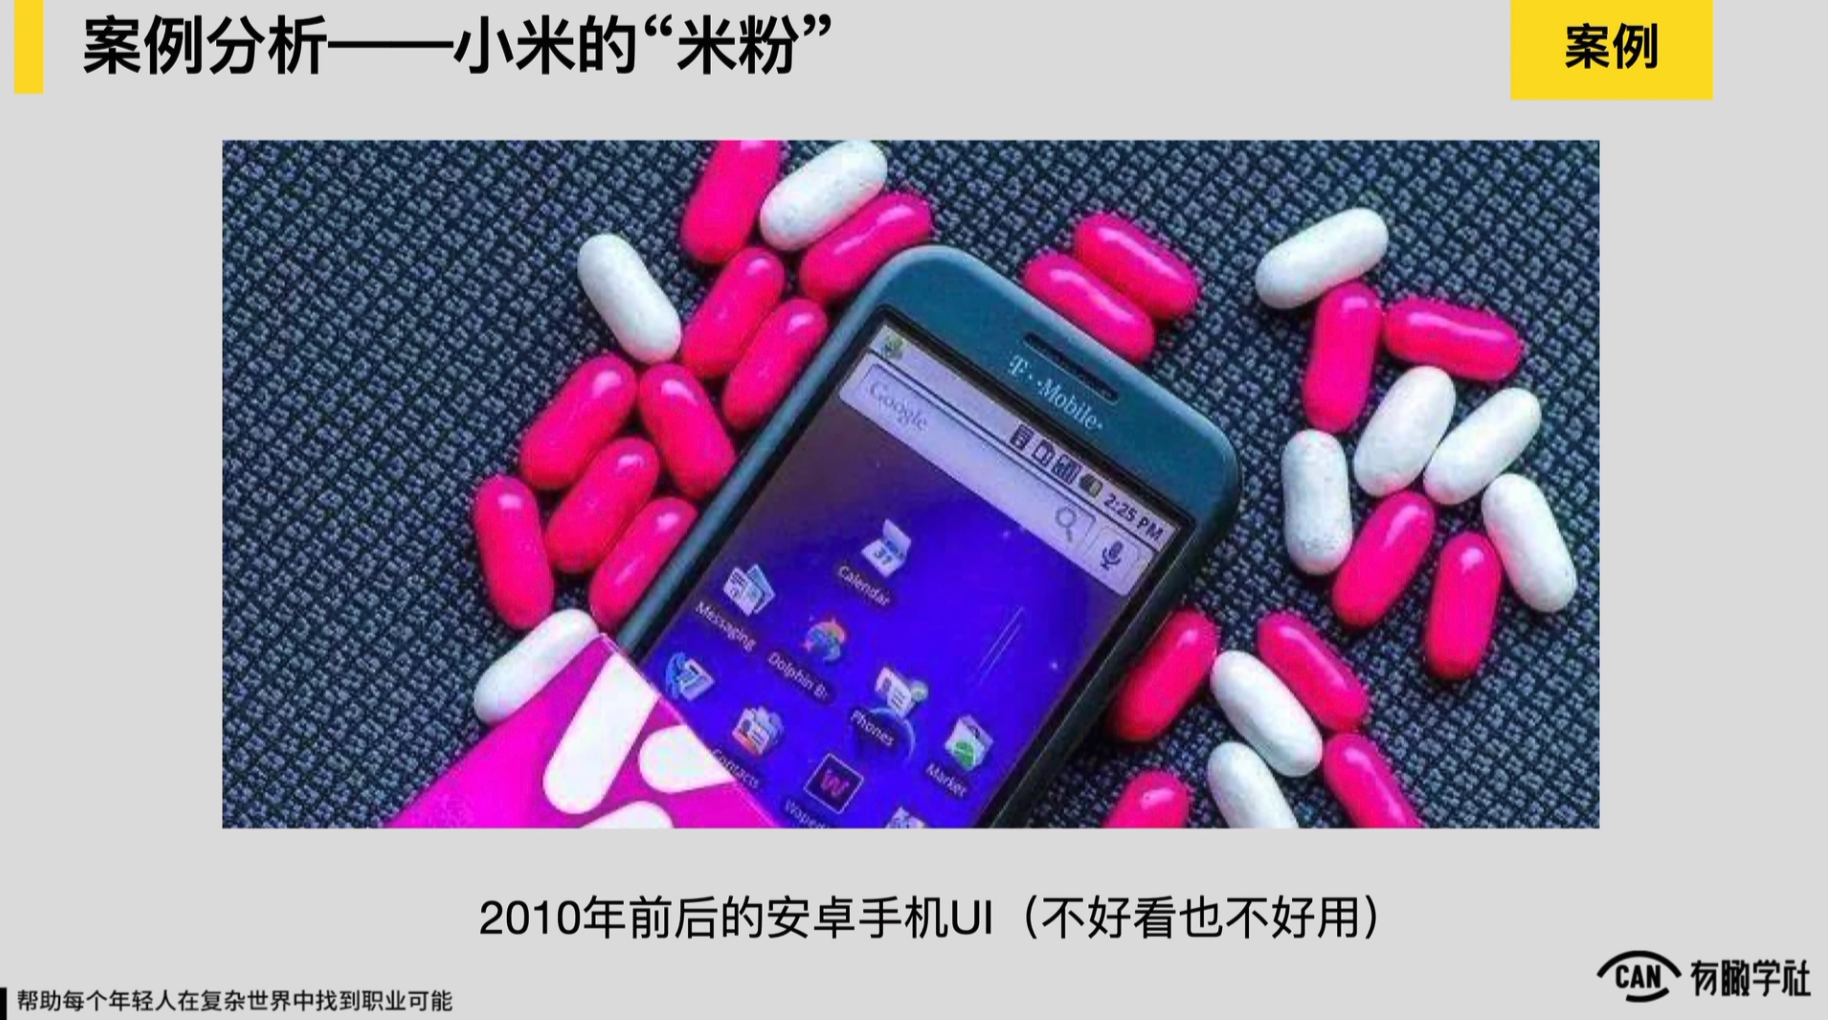 案例分析——小米的“米粉”
案例
T··Mobile·
Google
2:25 PM
31
Calendar
Messaging
Dolphin B.
Phones
Contacts
Market
W
帮助每个年轻人在复杂世界中找到职业可能
2010年前后的安卓手机UI（不好看也不好用）
CAN 有瞰学社